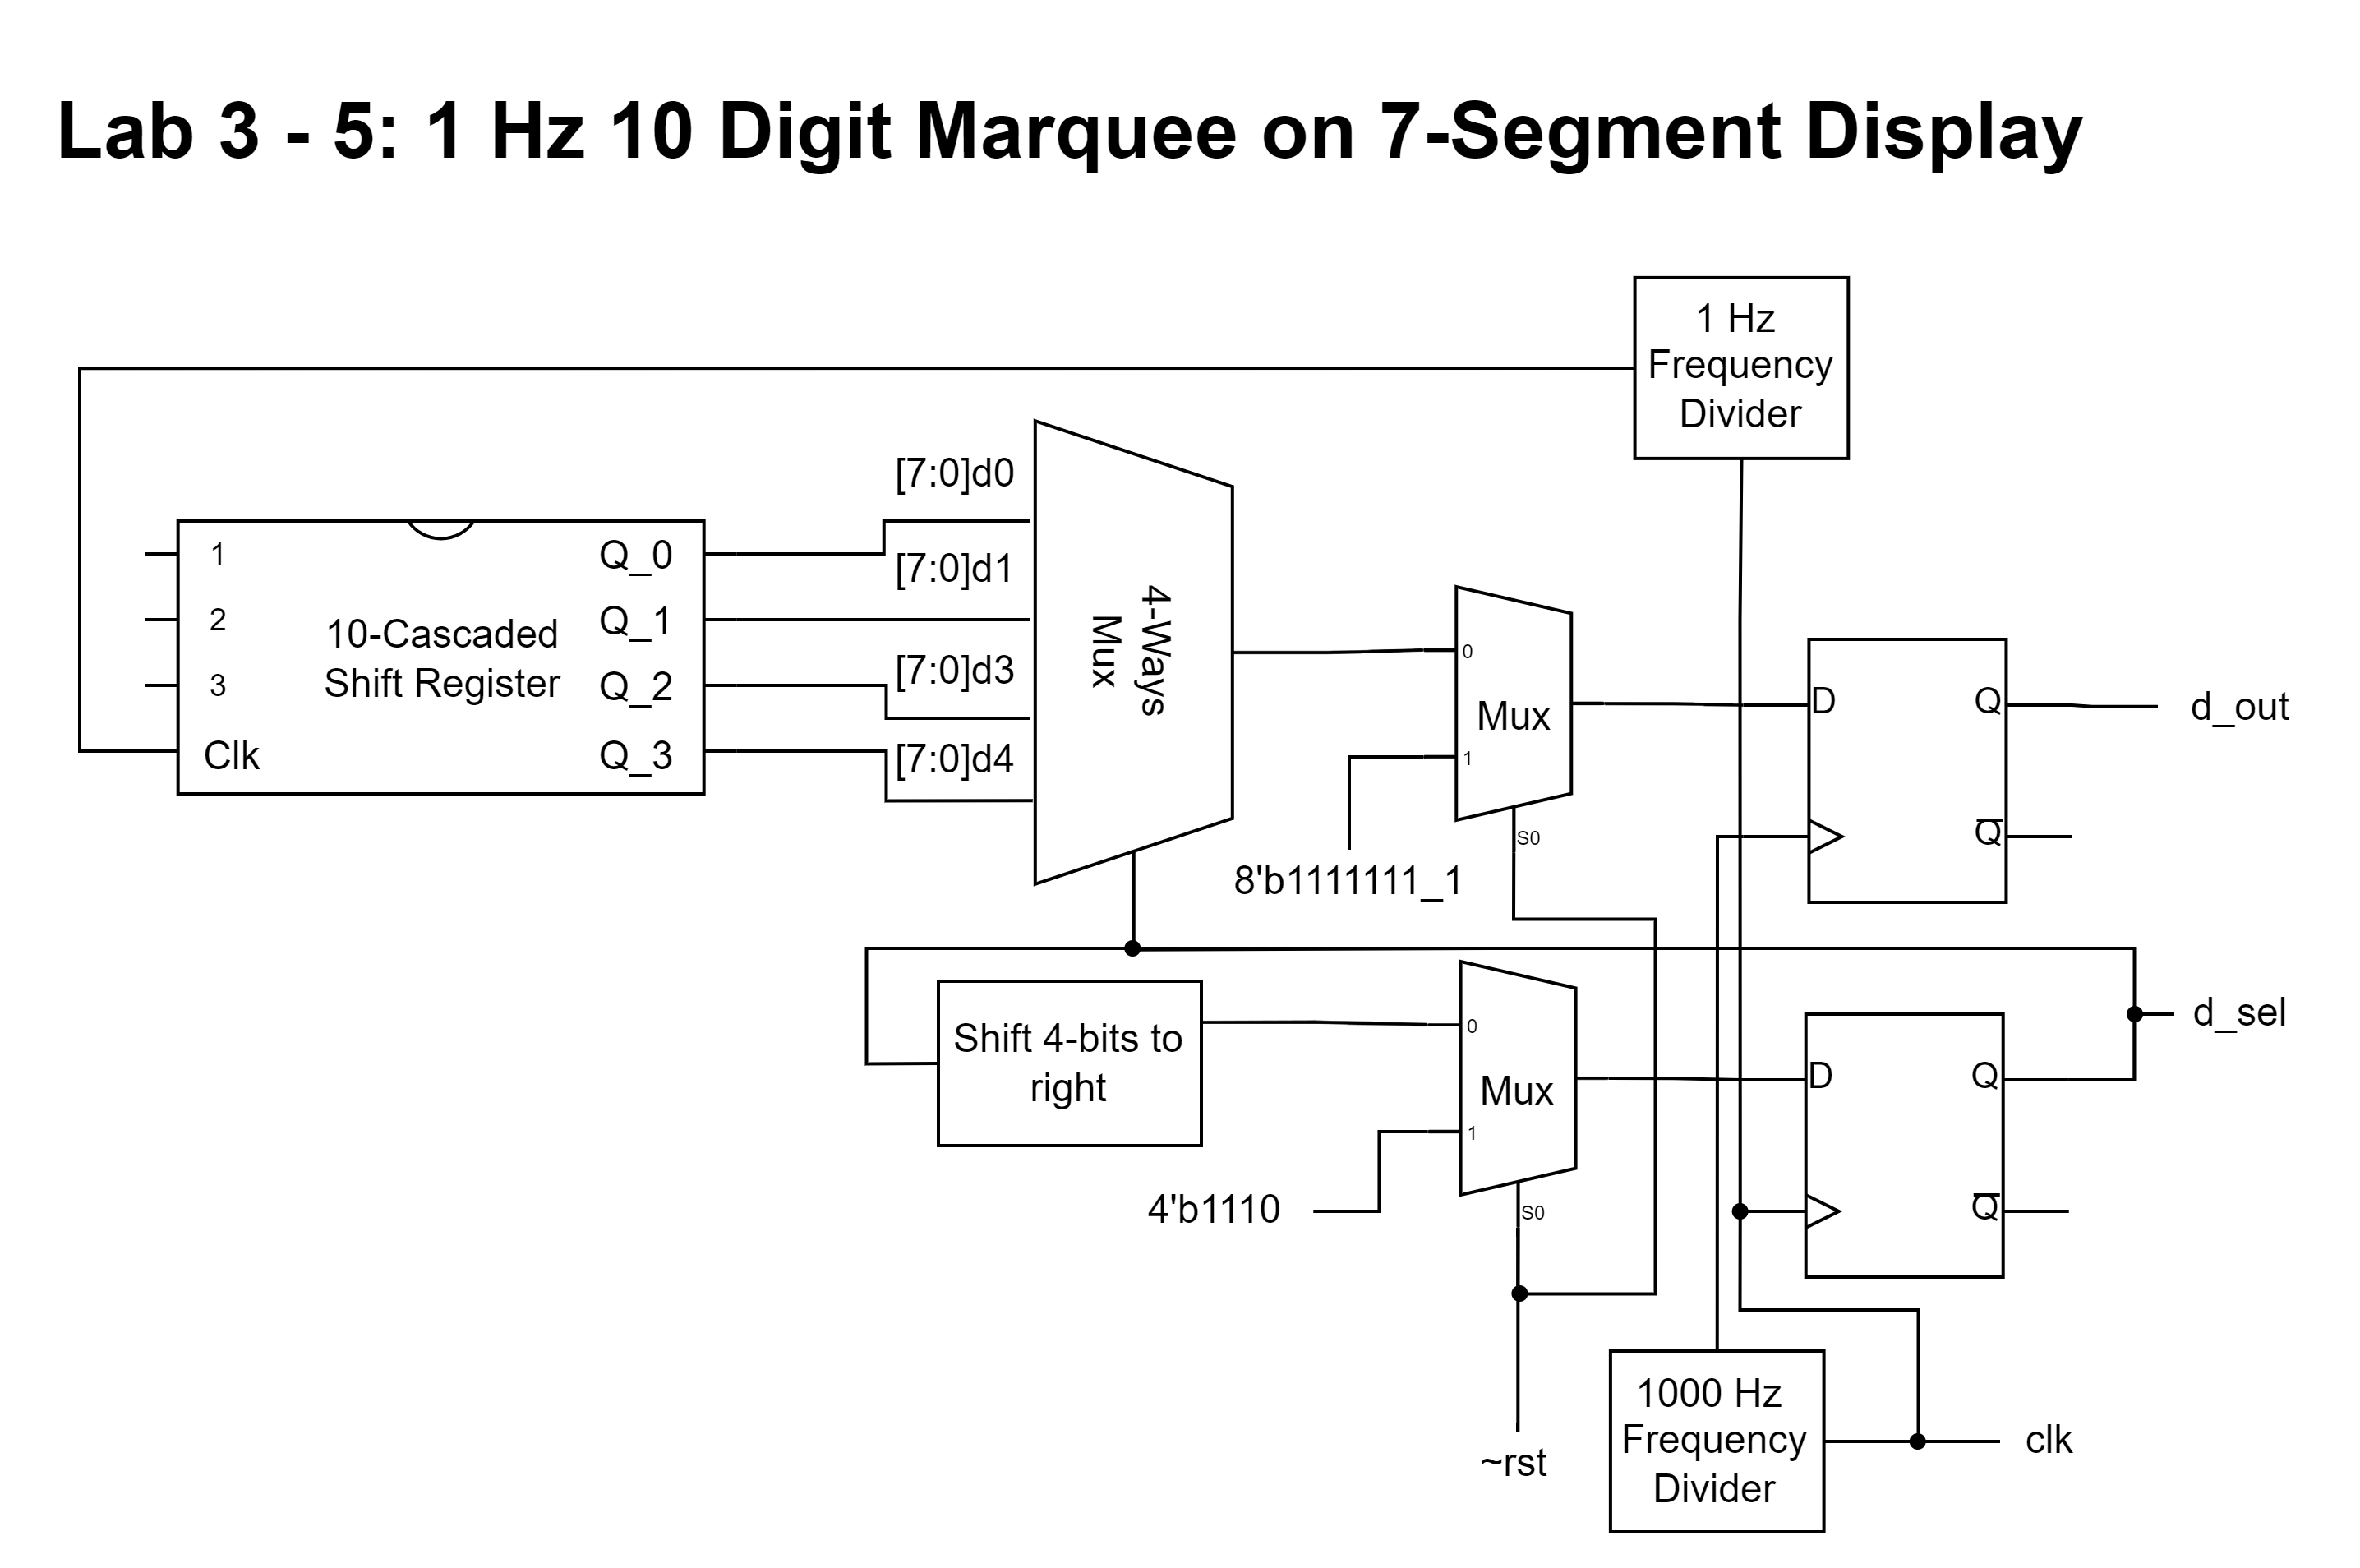 Lab 3 - 5: 1 Hz 10 Digit Marquee on 7-Segment Display
1 Hz
Frequency
Divider
[7:0]d0
[7:0]d1
[7:0]d3
[7:0]d4
1
2
3
Clk
10-Cascaded
Shift Register
Q_0
Q_1
Q_2
Q_3
4-Ways
Mux
0
Mux
1
S0
8'b1111111_1
D
Q
Q̅
d_out
Shift 4-bits to
right
0
Mux
1
S0
4'b1110
D
Q
Q̅
d_sel
~rst
1000 Hz
Frequency
Divider
clk